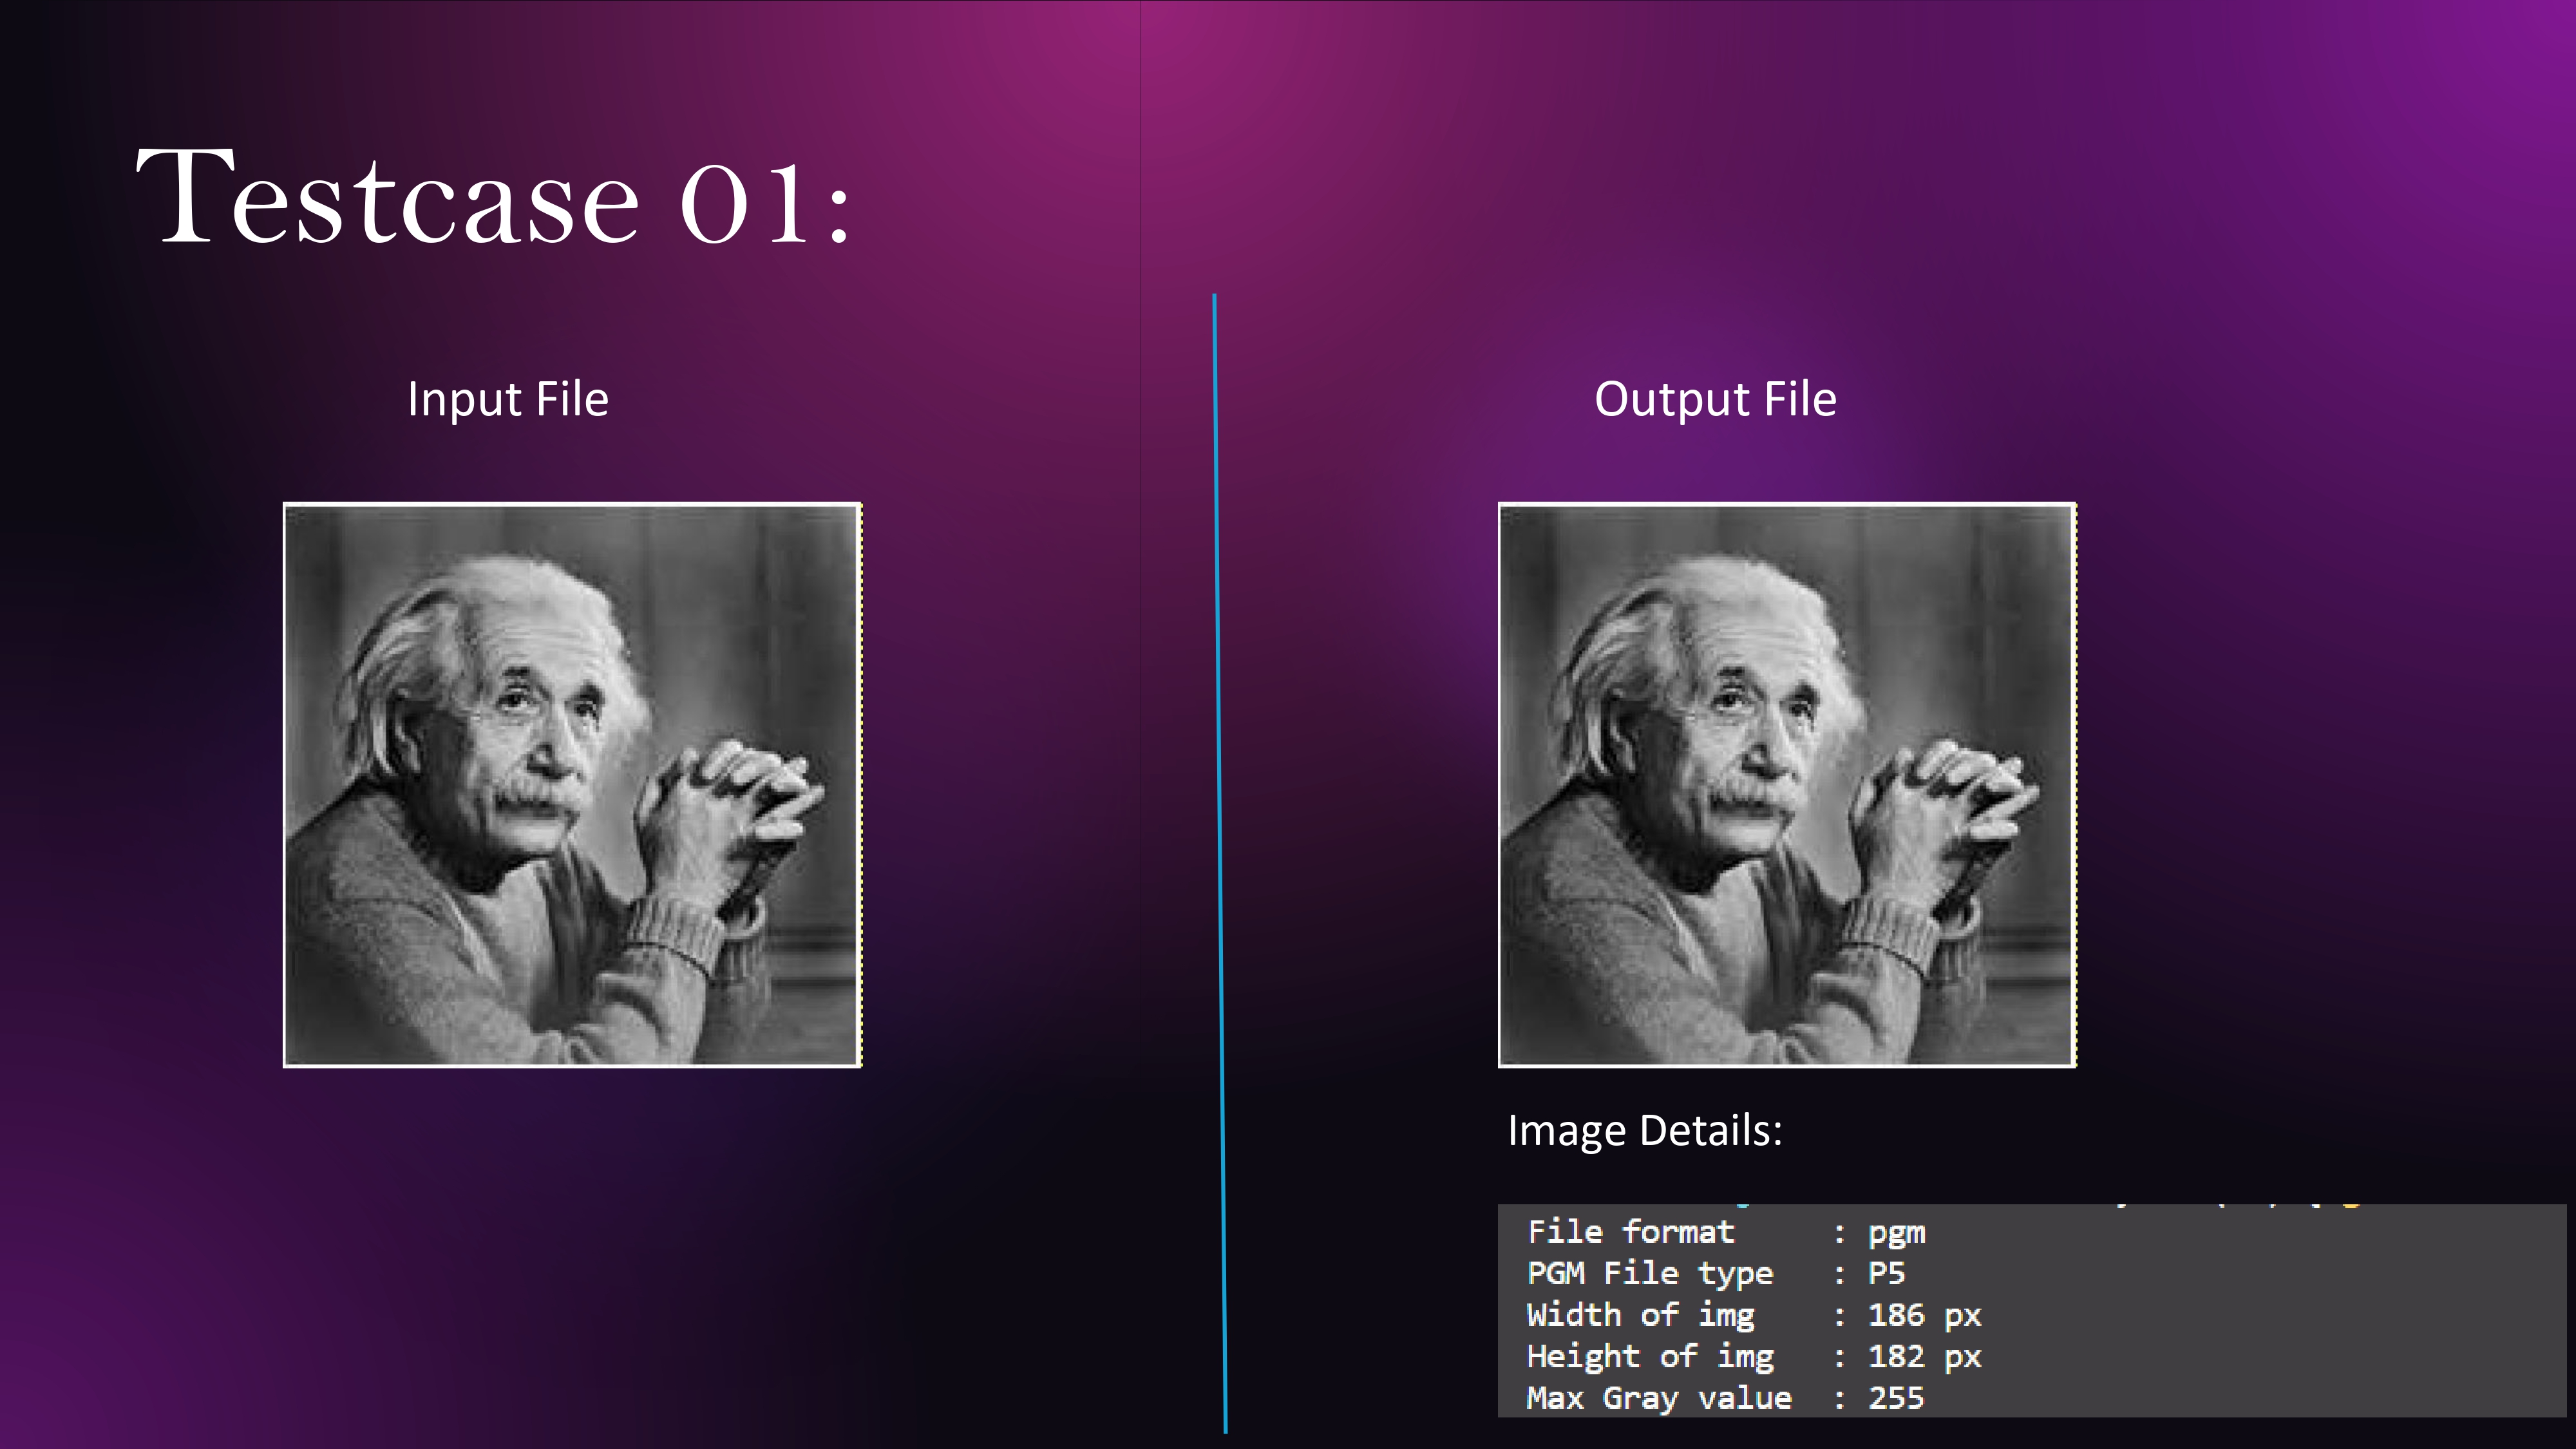 Testcase 01:
Input File
Output File
Image Details:
File format : pgm
PGM File type : P5
Width of img : 186 px
Height of img : 182 px
Max Gray value : 255